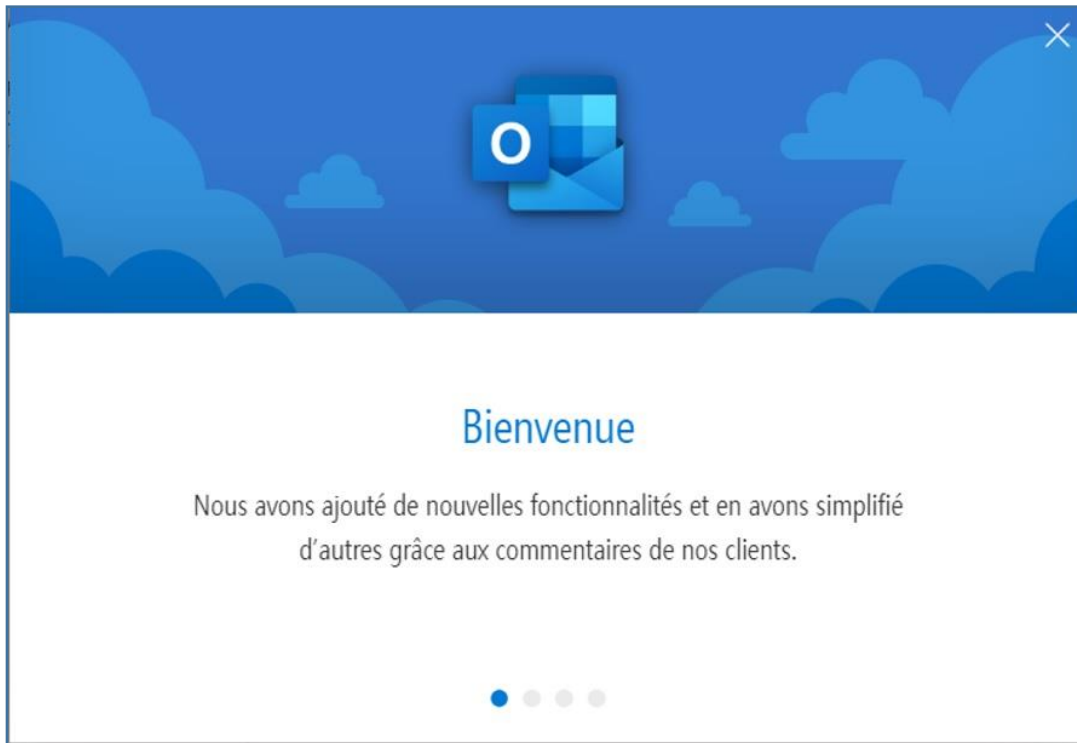 O
Bienvenue
Nous avons ajouté de nouvelles fonctionnalités et en avons simplifié
d’autres grâce aux commentaires de nos clients.